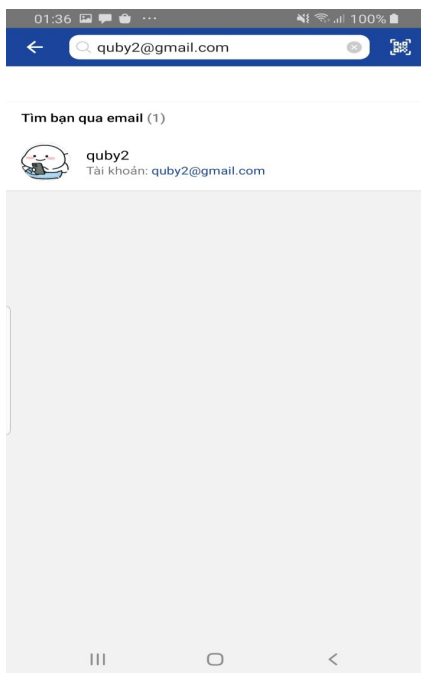 01:36 ... 100%
quby2@gmail.com
Tìm bạn qua email (1)
quby2
Tài khoản: quby2@gmail.com